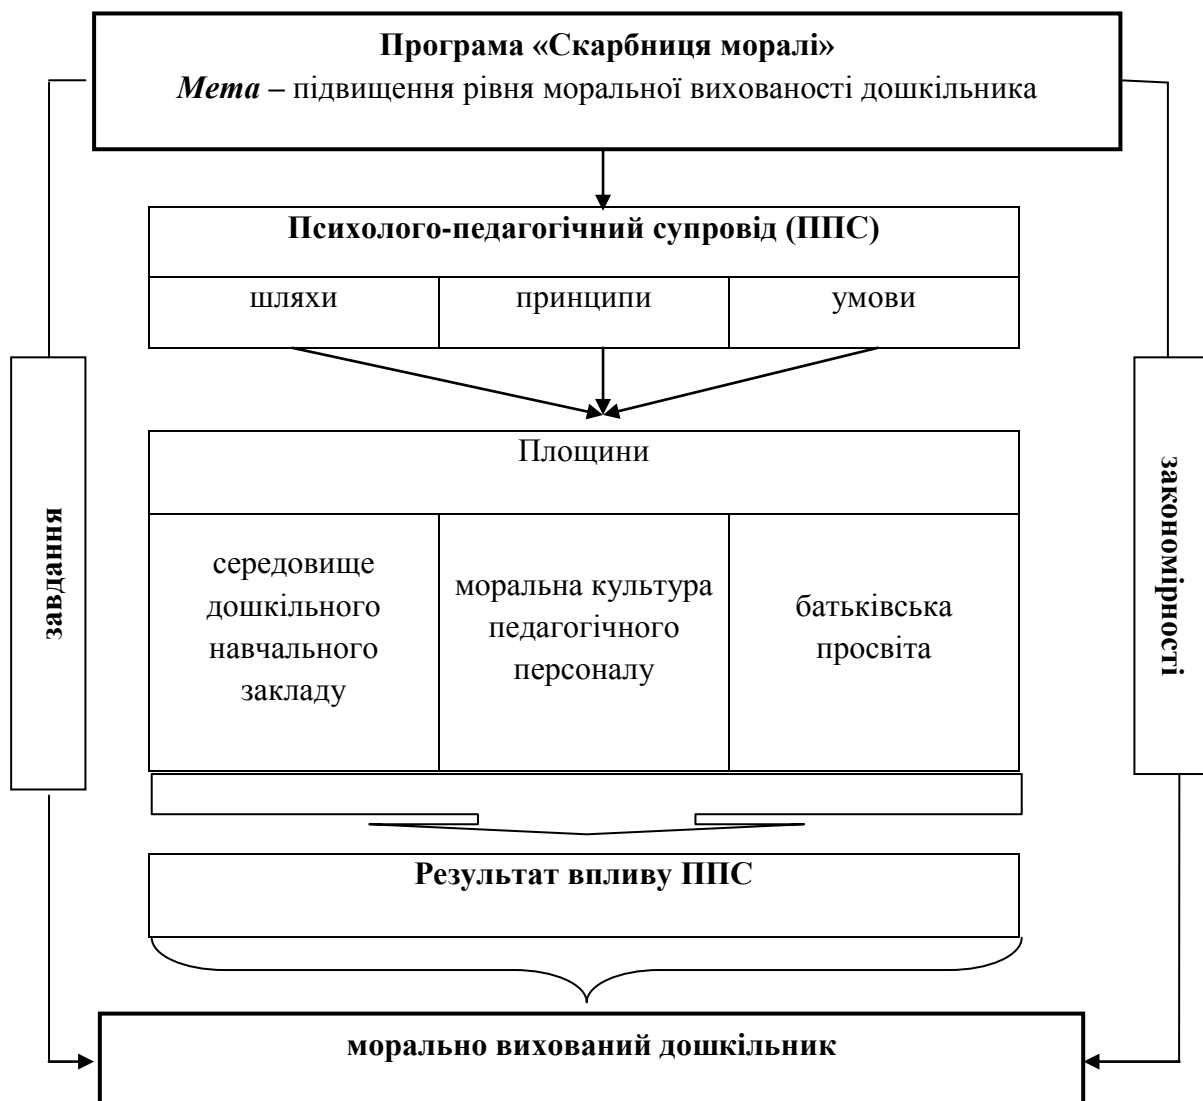 Програма «Скарбниця моралі»
Мета – підвищення рівня моральної вихованості дошкільника
Психолого-педагогічний супровід (ППС)
шляхи
принципи
умови
завдання
закономірності
Площини
середовище
дошкільного
навчального
закладу
моральна культура
педагогічного
персоналу
батьківська
просвіта
Результат впливу ППС
морально вихований дошкільник